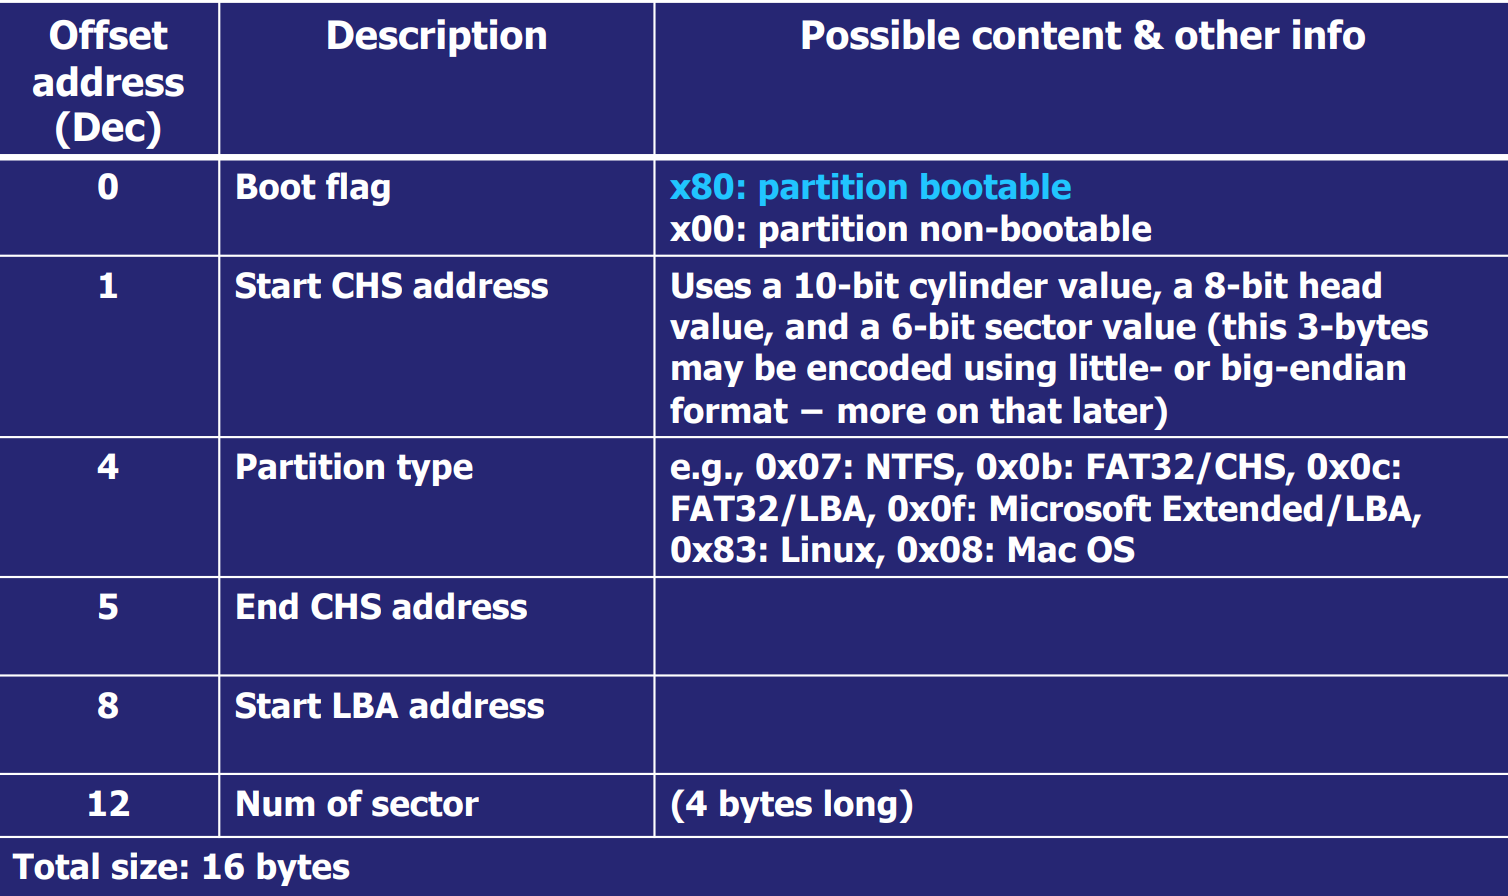 Offset address (Dec)
Description
Possible content & other info
0
Boot flag
x80: partition bootable
x00: partition non-bootable
1
Start CHS address
Uses a 10-bit cylinder value, a 8-bit head
value, and a 6-bit sector value (this 3-bytes
may be encoded using little- or big-endian
format – more on that later)
4
Partition type
e.g., 0x07: NTFS, 0x0b: FAT32/CHS, 0x0c:
FAT32/LBA, 0x0f: Microsoft Extended/LBA,
0x83: Linux, 0x08: Mac OS
5
End CHS address
8
Start LBA address
12
Num of sector
(4 bytes long)
Total size: 16 bytes